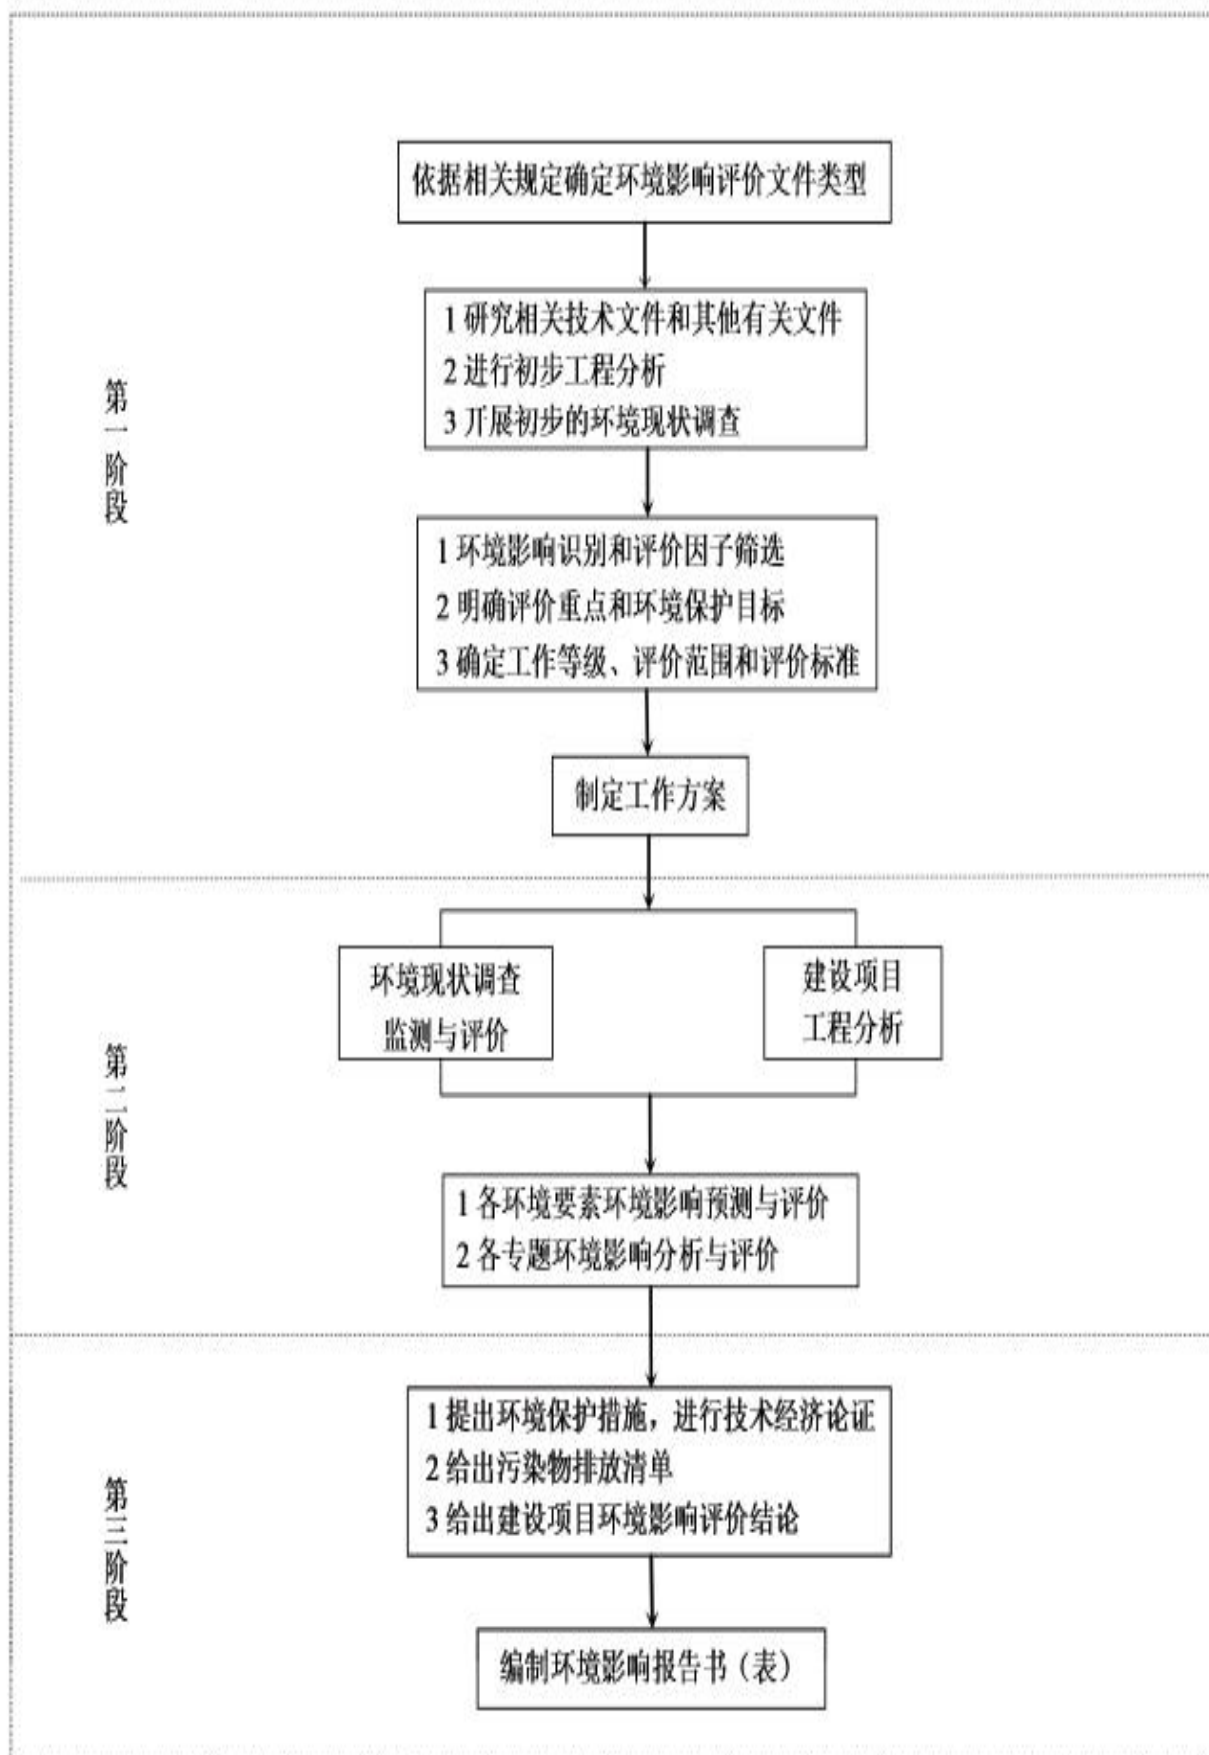 依据相关规定确定环境影响评价文件类型
1 研究相关技术文件和其他有关文件
2 进行初步工程分析
3 开展初步的环境现状调查
第一阶段
1 环境影响识别和评价因子筛选
2 明确评价重点和环境保护目标
3 确定工作等级、评价范围和评价标准
制定工作方案
环境现状调查
监测与评价
建设项目
工程分析
第二阶段
1 各环境要素环境影响预测与评价
2 各专题环境影响分析与评价
1 提出环境保护措施，进行技术经济论证
2 给出污染物排放清单
3 给出建设项目环境影响评价结论
第三阶段
编制环境影响报告书（表）